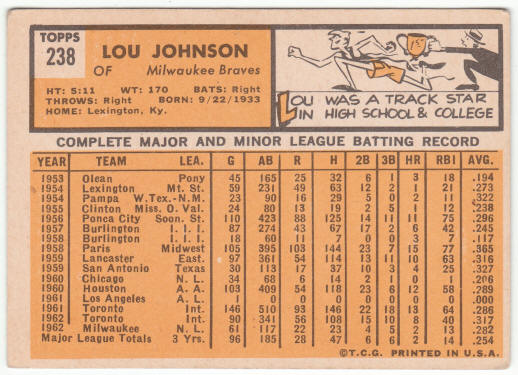 TOPPS
238
LOU JOHNSON
OF Milwaukee Braves
HT: 5:11 WT: 170 BATS: Right
THROWS: Right BORN: 9/22/1933
HOME: Lexington, Ky.
LOU WAS A TRACK STAR
IN HIGH SCHOOL & COLLEGE
COMPLETE MAJOR AND MINOR LEAGUE BATTING RECORD
YEAR TEAM LEA. G AB R H 2B 3B HR RBI AVG.
1953 Olean Pony 45 165 25 32 6 1 3 18 .194
1954 Lexington Mt. St. 59 231 49 63 12 2 1 21 .273
1954 Pampa W.Tex.-N.M. 23 90 16 29 5 0 2 11 .322
1955 Clinton Miss. O. Val. 24 80 13 19 2 5 1 12 .238
1956 Ponca City Soon. St. 110 423 88 125 14 11 11 75 .296
1957 Burlington I.I.I. 87 274 43 67 17 2 6 42 .245
1958 Burlington I.I.I. 18 60 11 7 0 0 3 7 .117
1958 Paris Midwest 105 395 103 144 23 7 15 77 .365
1959 Lancaster East. 97 361 54 114 13 11 10 63 .316
1959 San Antonio Texas 30 113 17 37 6 4 0 25 .327
1960 Chicago N.L. 34 68 6 14 2 1 0 1 .206
1960 Houston A.A. 103 409 54 118 23 6 12 58 .289
1961 Los Angeles A.L. 1 0 0 0 0 0 0 0 .000
1961 Toronto Int. 146 510 93 146 22 18 13 64 .286
1962 Toronto Int. 90 341 56 108 15 8 10 40 .317
1962 Milwaukee N.L. 61 117 22 33 4 5 2 13 .282
Major League Totals 3 Yrs. 96 185 28 47 6 6 2 14 .254
©T.C.G. PRINTED IN U.S.A.